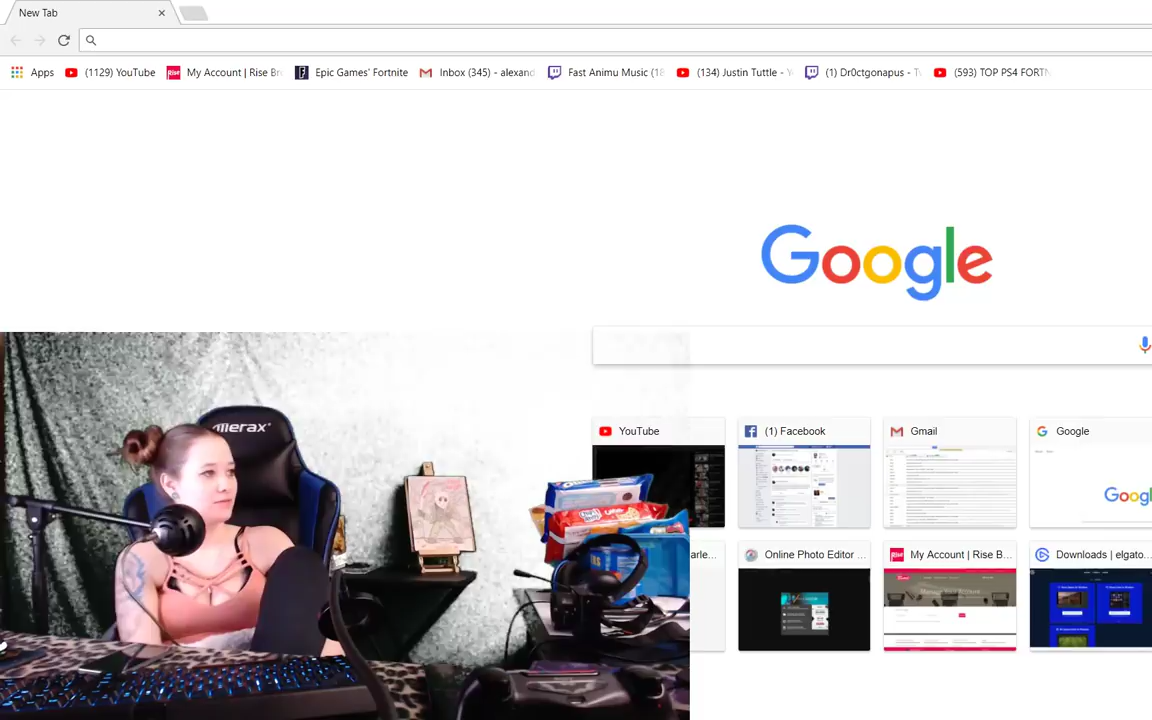 New Tab
Apps
(1129) YouTube
My Account | Rise Br
Epic Games' Fortnite
Inbox (345) - alexand
Fast Animu Music (18
(134) Justin Tuttle - Y
(1) Dr0ctgonapus - Tw
(593) TOP PS4 FORTN
Google
YouTube
(1) Facebook
Gmail
Google
Online Photo Editor ...
My Account | Rise B...
Downloads | elgato...
merax